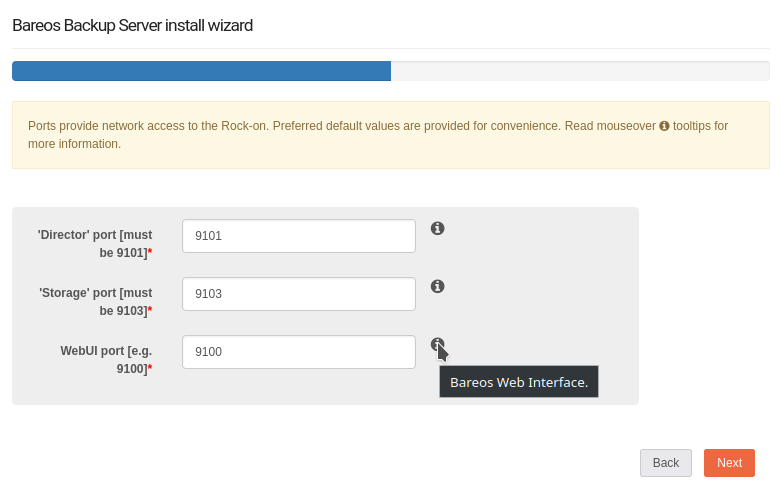 Bareos Backup Server install wizard
Ports provide network access to the Rock-on. Preferred default values are provided for convenience. Read mouseover tooltips for
more information.
'Director' port [must
be 9101]*
9101
'Storage' port [must
be 9103]*
9103
WebUI port [e.g.
9100]*
9100
Bareos Web Interface.
Back
Next